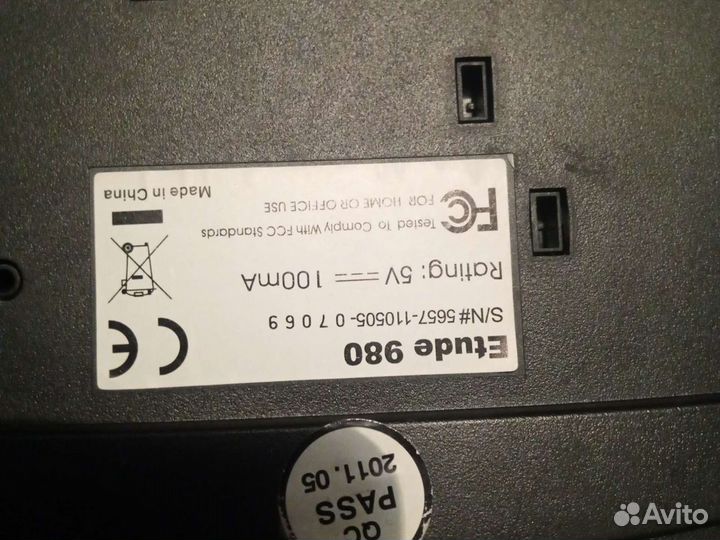 Etude 980
S/N# 5657-110505-0 7 0 6 9
Rating: 5V ⎓ 100mA
CE
FC Tested To Comply With FCC Standards
FOR HOME OR OFFICE USE
Made in China
QC
PASS
2011.05
Avito